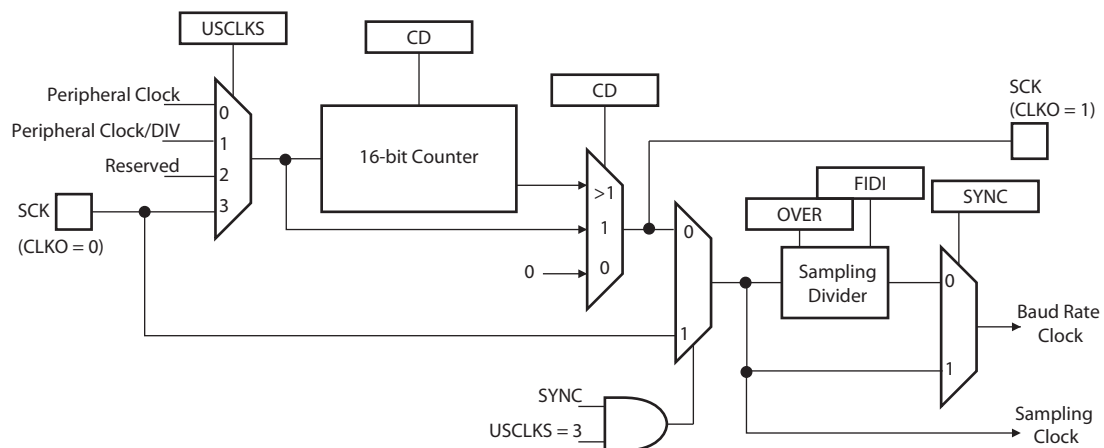 USCLKS
CD
CD
Peripheral Clock
0
Peripheral Clock/DIV
1
Reserved
2
3
16-bit Counter
SCK
(CLKO = 0)
>1
1
0
0
SCK
(CLKO = 1)
FIDI
OVER
SYNC
0
1
Sampling
Divider
0
1
Baud Rate
Clock
SYNC
USCLKS = 3
Sampling
Clock